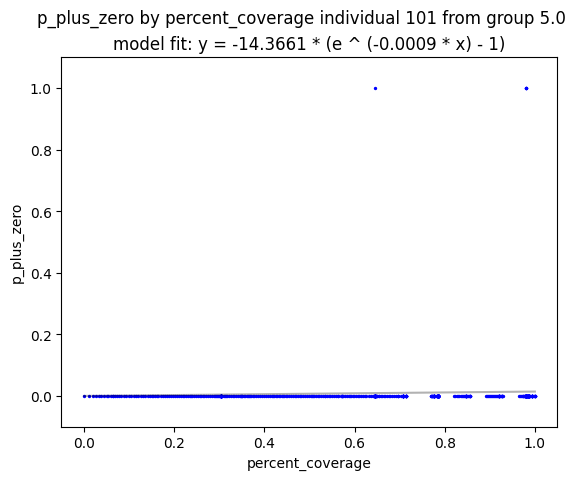 p_plus_zero by percent_coverage individual 101 from group 5.0
model fit: y = -14.3661 * (e ^ (-0.0009 * x) - 1)
1.0
0.8
0.6
0.4
0.2
0.0
p_plus_zero
0.0 0.2 0.4 0.6 0.8 1.0
percent_coverage